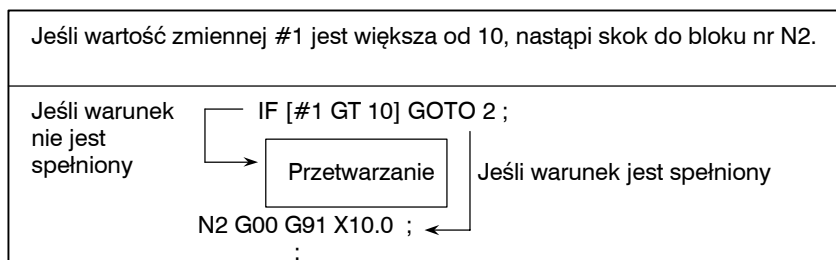 Jeśli wartość zmiennej #1 jest większa od 10, nastąpi skok do bloku nr N2.
Jeśli warunek
nie jest
spełniony
IF [#1 GT 10] GOTO 2 ;
Przetwarzanie
Jeśli warunek jest spełniony
N2 G00 G91 X10.0 ;
: